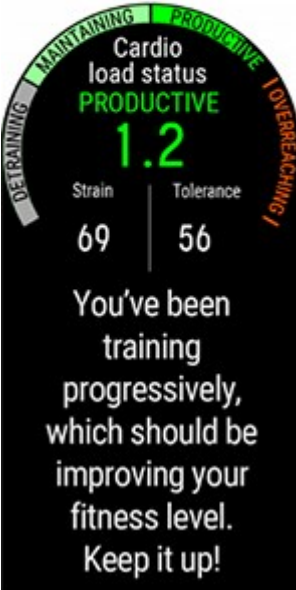 DETRAINING
MAINTAINING
PRODUCTIVE
OVERREACHING
Cardio
load status
PRODUCTIVE
1.2
Strain
Tolerance
69
56
You've been
training
progressively,
which should be
improving your
fitness level.
Keep it up!